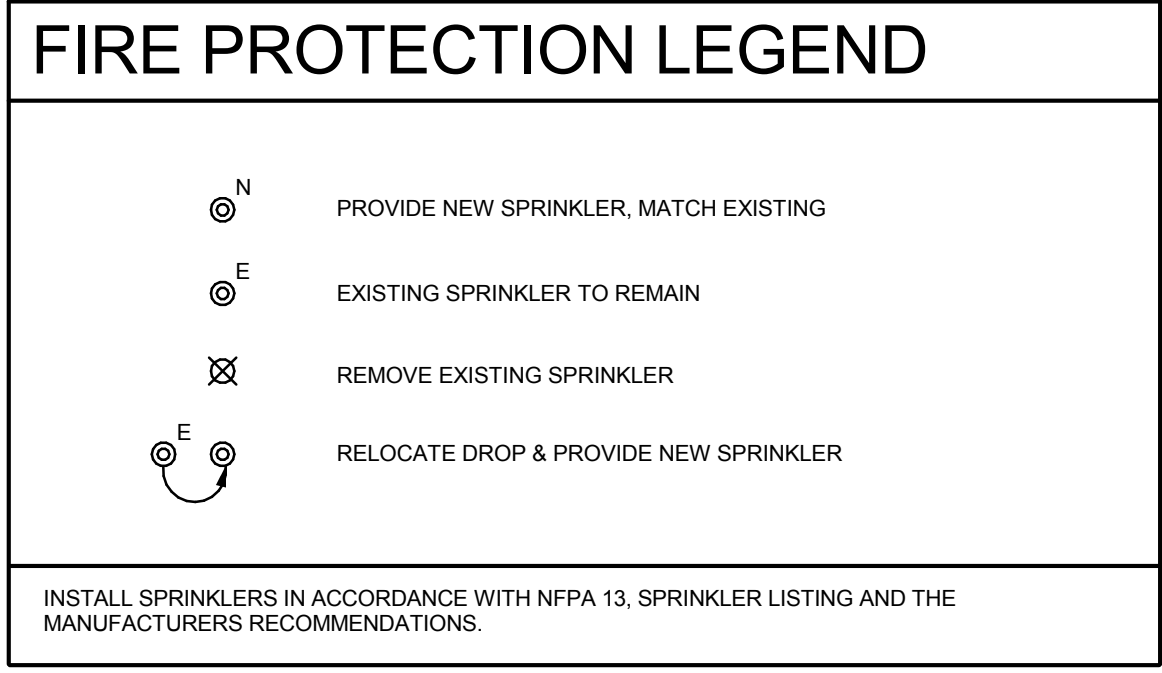 FIRE PROTECTION LEGEND
N
PROVIDE NEW SPRINKLER, MATCH EXISTING
E
EXISTING SPRINKLER TO REMAIN
REMOVE EXISTING SPRINKLER
E
RELOCATE DROP & PROVIDE NEW SPRINKLER
INSTALL SPRINKLERS IN ACCORDANCE WITH NFPA 13, SPRINKLER LISTING AND THE
MANUFACTURERS RECOMMENDATIONS.